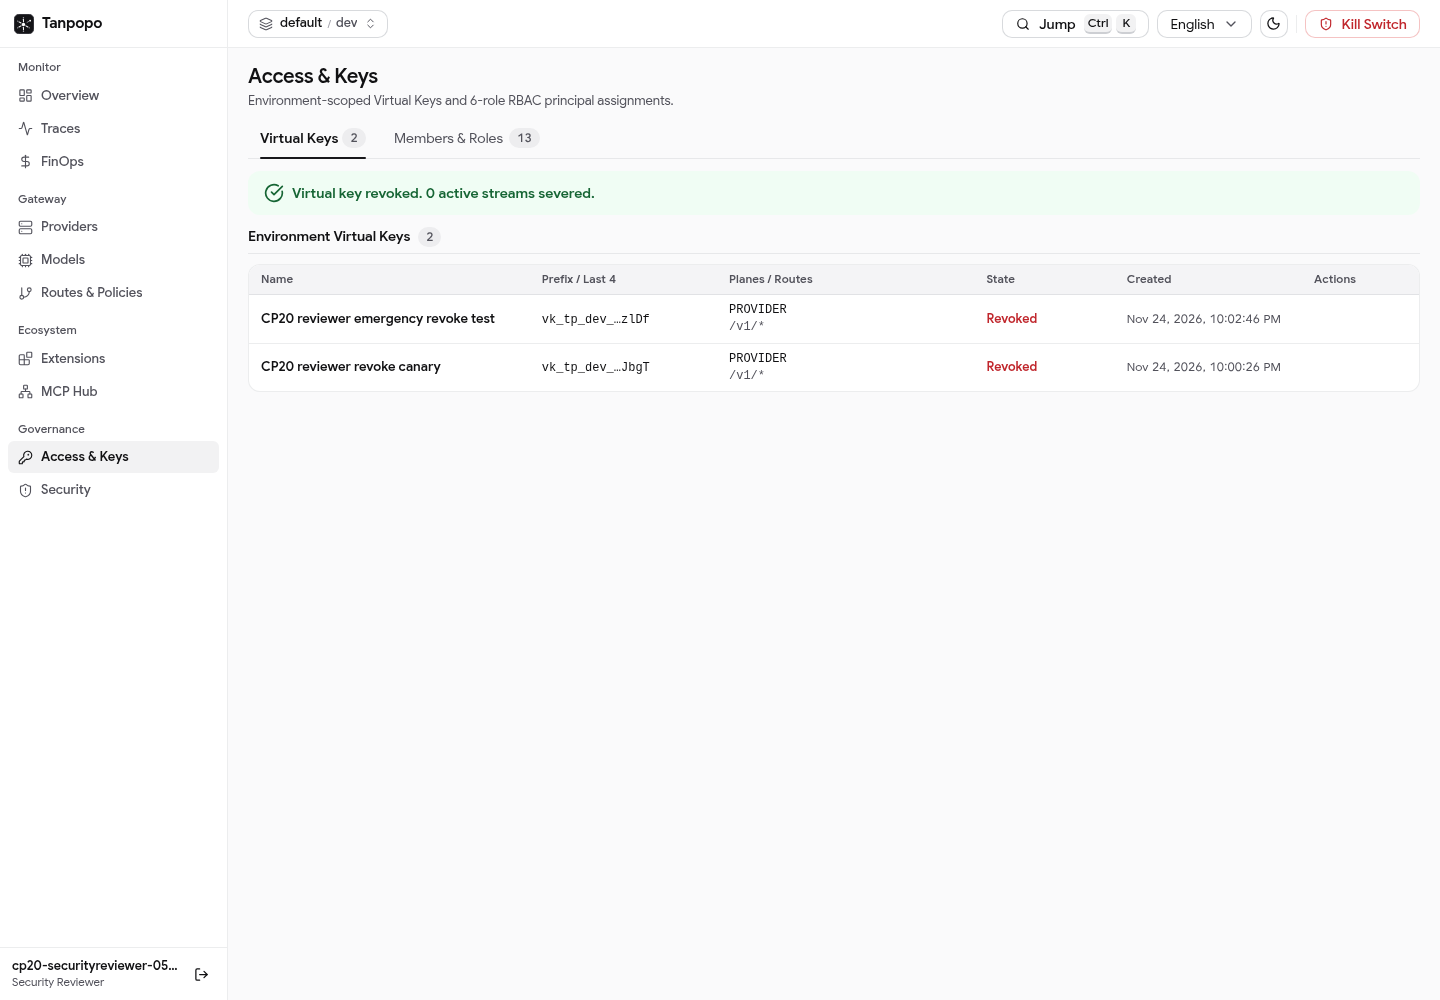 Tanpopo
default / dev
Jump Ctrl K
English
Kill Switch
Monitor
Overview
Traces
FinOps
Gateway
Providers
Models
Routes & Policies
Ecosystem
Extensions
MCP Hub
Governance
Access & Keys
Security
cp20-securityreviewer-05...
Security Reviewer
Access & Keys
Environment-scoped Virtual Keys and 6-role RBAC principal assignments.
Virtual Keys 2
Members & Roles 13
Virtual key revoked. 0 active streams severed.
Environment Virtual Keys 2
Name Prefix / Last 4 Planes / Routes State Created Actions
CP20 reviewer emergency revoke test vk_tp_dev_…zlDf PROVIDER Revoked Nov 24, 2026, 10:02:46 PM
/v1/*
CP20 reviewer revoke canary vk_tp_dev_…JbgT PROVIDER Revoked Nov 24, 2026, 10:00:26 PM
/v1/*